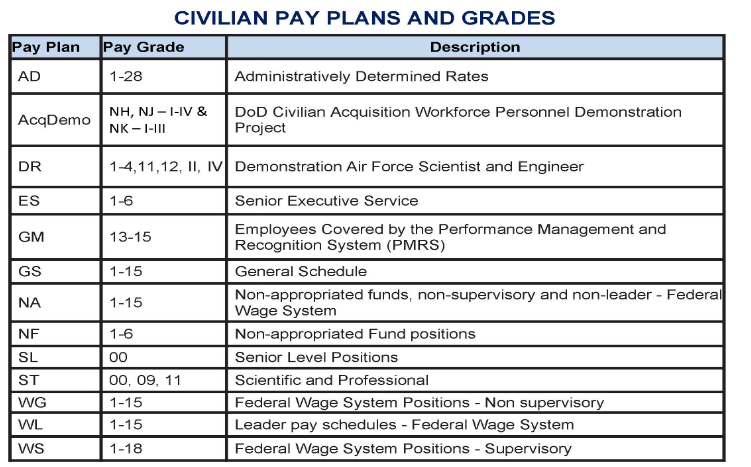 CIVILIAN PAY PLANS AND GRADES
Pay Plan Pay Grade Description
AD 1-28 Administratively Determined Rates
AcqDemo NH, NJ – I-IV & NK – I-III DoD Civilian Acquisition Workforce Personnel Demonstration
Project
DR 1-4,11,12, II, IV Demonstration Air Force Scientist and Engineer
ES 1-6 Senior Executive Service
GM 13-15 Employees Covered by the Performance Management and
Recognition System (PMRS)
GS 1-15 General Schedule
NA 1-15 Non-appropriated funds, non-supervisory and non-leader - Federal
Wage System
NF 1-6 Non-appropriated Fund positions
SL 00 Senior Level Positions
ST 00, 09, 11 Scientific and Professional
WG 1-15 Federal Wage System Positions - Non supervisory
WL 1-15 Leader pay schedules - Federal Wage System
WS 1-18 Federal Wage System Positions - Supervisory